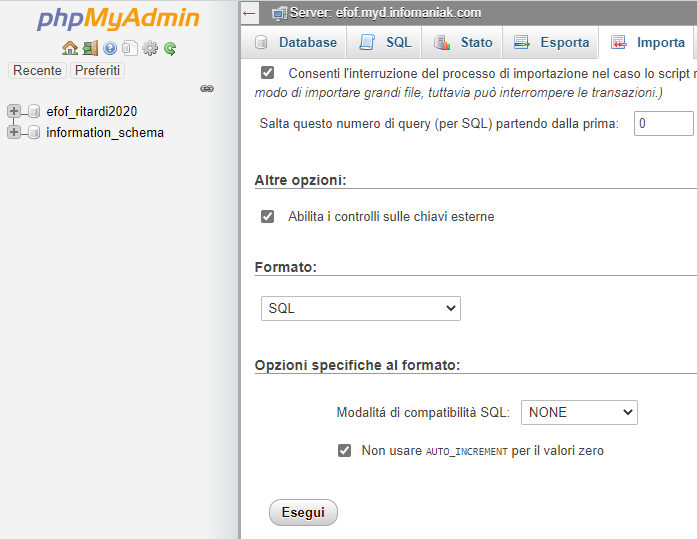 phpMyAdmin
Recente Preferiti
efof_ritardi2020
information_schema
Server: efof.myd.infomaniak.com
Database SQL Stato Esporta Importa
Consenti l'interruzione del processo di importazione nel caso lo script
modo di importare grandi file, tuttavia può interrompere le transazioni.)
Salta questo numero di query (per SQL) partendo dalla prima: 0
Altre opzioni:
Abilita i controlli sulle chiavi esterne
Formato:
SQL
Opzioni specifiche al formato:
Modalitá di compatibilità SQL: NONE
Non usare AUTO_INCREMENT per il valori zero
Esegui